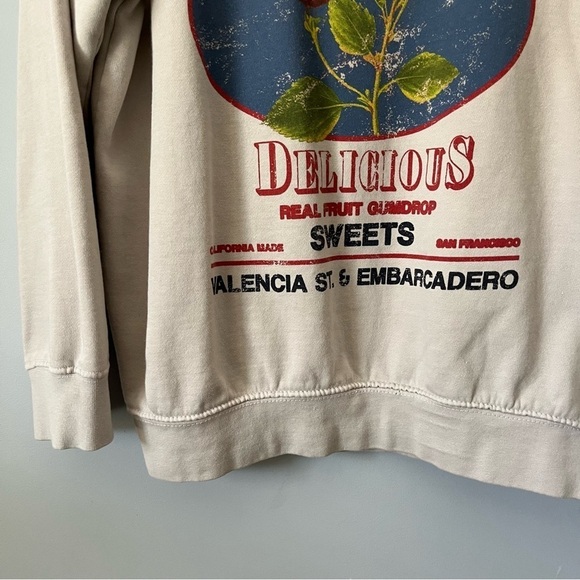 DELICIOUS
REAL FRUIT GUMDROP
SWEETS
CALIFORNIA MADE SAN FRANCISCO
VALENCIA ST. & EMBARCADERO